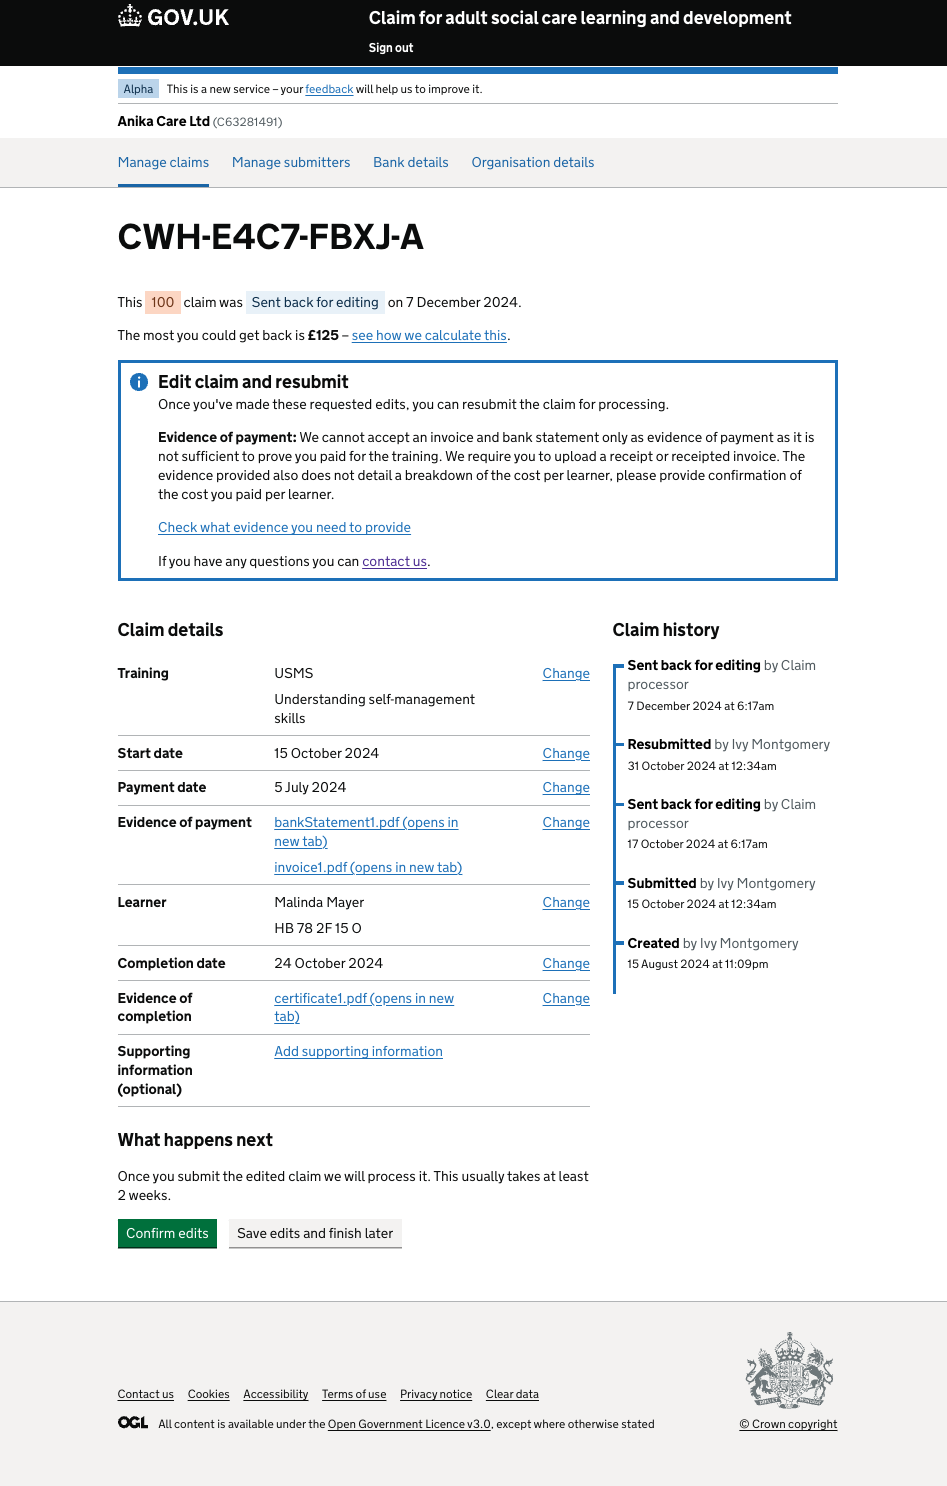 GOV.UK
Claim for adult social care learning and development
Sign out
Alpha This is a new service – your feedback will help us to improve it.
Anika Care Ltd (C63281491)
Manage claims Manage submitters Bank details Organisation details
CWH-E4C7-FBXJ-A
This 100 claim was Sent back for editing on 7 December 2024.
The most you could get back is £125 – see how we calculate this.
Edit claim and resubmit
Once you've made these requested edits, you can resubmit the claim for processing.
Evidence of payment: We cannot accept an invoice and bank statement only as evidence of payment as it is
not sufficient to prove you paid for the training. We require you to upload a receipt or receipted invoice. The
evidence provided also does not detail a breakdown of the cost per learner, please provide confirmation of
the cost you paid per learner.
Check what evidence you need to provide
If you have any questions you can contact us.
Claim details
Training USMS Change
Understanding self-management
skills
Start date 15 October 2024 Change
Payment date 5 July 2024 Change
Evidence of payment bankStatement1.pdf (opens in Change
new tab)
invoice1.pdf (opens in new tab)
Learner Malinda Mayer Change
HB 78 2F 15 O
Completion date 24 October 2024 Change
Evidence of certificate1.pdf (opens in new Change
completion tab)
Supporting Add supporting information
information
(optional)
Claim history
Sent back for editing by Claim
processor
7 December 2024 at 6:17am
Resubmitted by Ivy Montgomery
31 October 2024 at 12:34am
Sent back for editing by Claim
processor
17 October 2024 at 6:17am
Submitted by Ivy Montgomery
15 October 2024 at 12:34am
Created by Ivy Montgomery
15 August 2024 at 11:09pm
What happens next
Once you submit the edited claim we will process it. This usually takes at least
2 weeks.
Confirm edits Save edits and finish later
Contact us Cookies Accessibility Terms of use Privacy notice Clear data
OGL All content is available under the Open Government Licence v3.0, except where otherwise stated
© Crown copyright